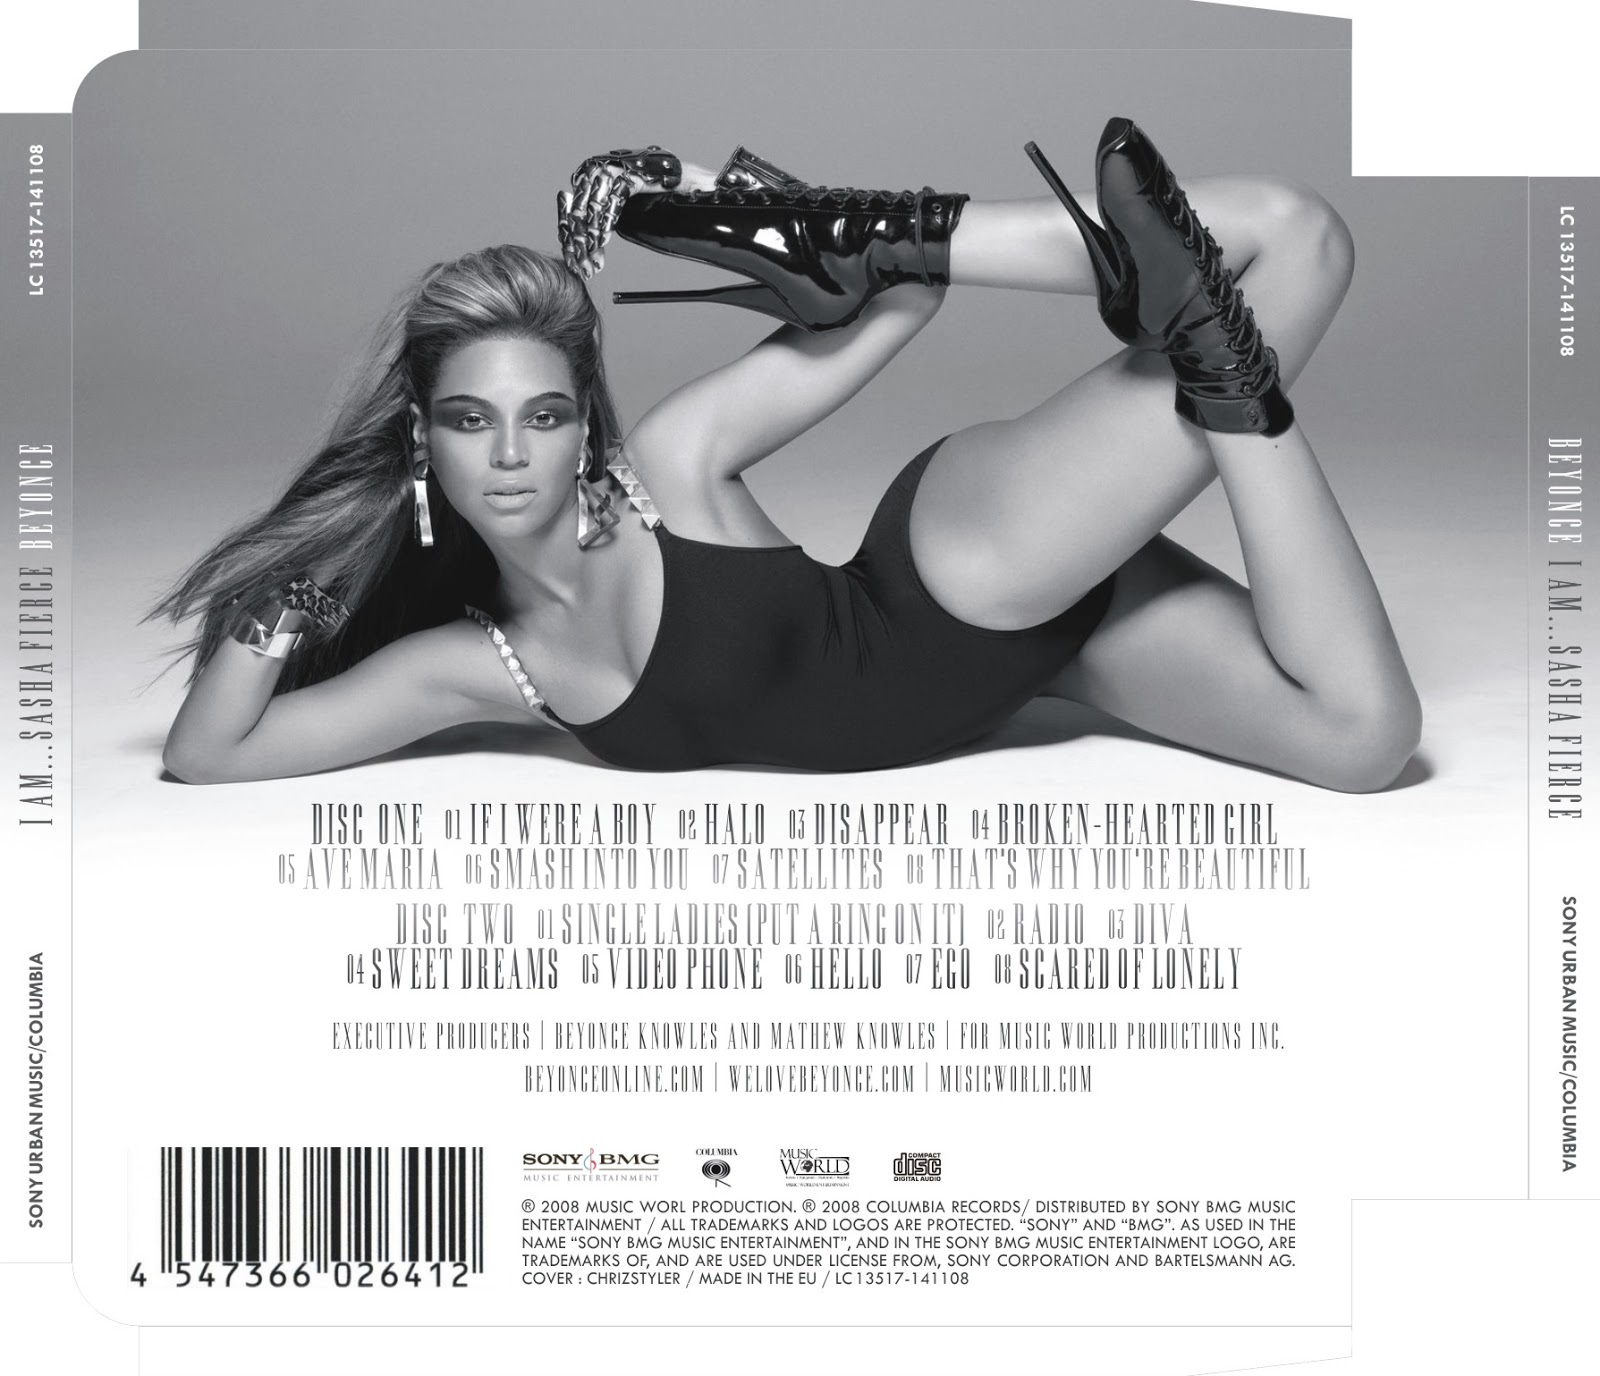 LC 13517-141108
I AM...SASHA FIERCE BEYONCE
SONY URBAN MUSIC/COLUMBIA
DISC ONE 01 IF I WERE A BOY 02 HALO 03 DISAPPEAR 04 BROKEN-HEARTED GIRL
05 AVE MARIA 06 SMASH INTO YOU 07 SATELLITES 08 THAT'S WHY YOU'RE BEAUTIFUL
DISC TWO 01 SINGLE LADIES (PUT A RING ON IT) 02 RADIO 03 DIVA
04 SWEET DREAMS 05 VIDEO PHONE 06 HELLO 07 EGO 08 SCARED OF LONELY
EXECUTIVE PRODUCERS | BEYONCE KNOWLES AND MATHEW KNOWLES | FOR MUSIC WORLD PRODUCTIONS INC.
BEYONCEONLINE.COM | WELOVEBEYONCE.COM | MUSICWORLD.COM
4 547366 026412
SONY BMG
MUSIC ENTERTAINMENT
COLUMBIA
MUSIC
WORLD
COMPACT
disc
DIGITAL AUDIO
® 2008 MUSIC WORL PRODUCTION. ® 2008 COLUMBIA RECORDS/ DISTRIBUTED BY SONY BMG MUSIC
ENTERTAINMENT / ALL TRADEMARKS AND LOGOS ARE PROTECTED. “SONY” AND “BMG”. AS USED IN THE
NAME “SONY BMG MUSIC ENTERTAINMENT”, AND IN THE SONY BMG MUSIC ENTERTAINMENT LOGO, ARE
TRADEMARKS OF, AND ARE USED UNDER LICENSE FROM, SONY CORPORATION AND BARTELSMANN AG.
COVER : CHRIZSTYLER / MADE IN THE EU / LC13517-141108
LC 13517-141108
BEYONCE I AM...SASHA FIERCE
SONY URBAN MUSIC/COLUMBIA